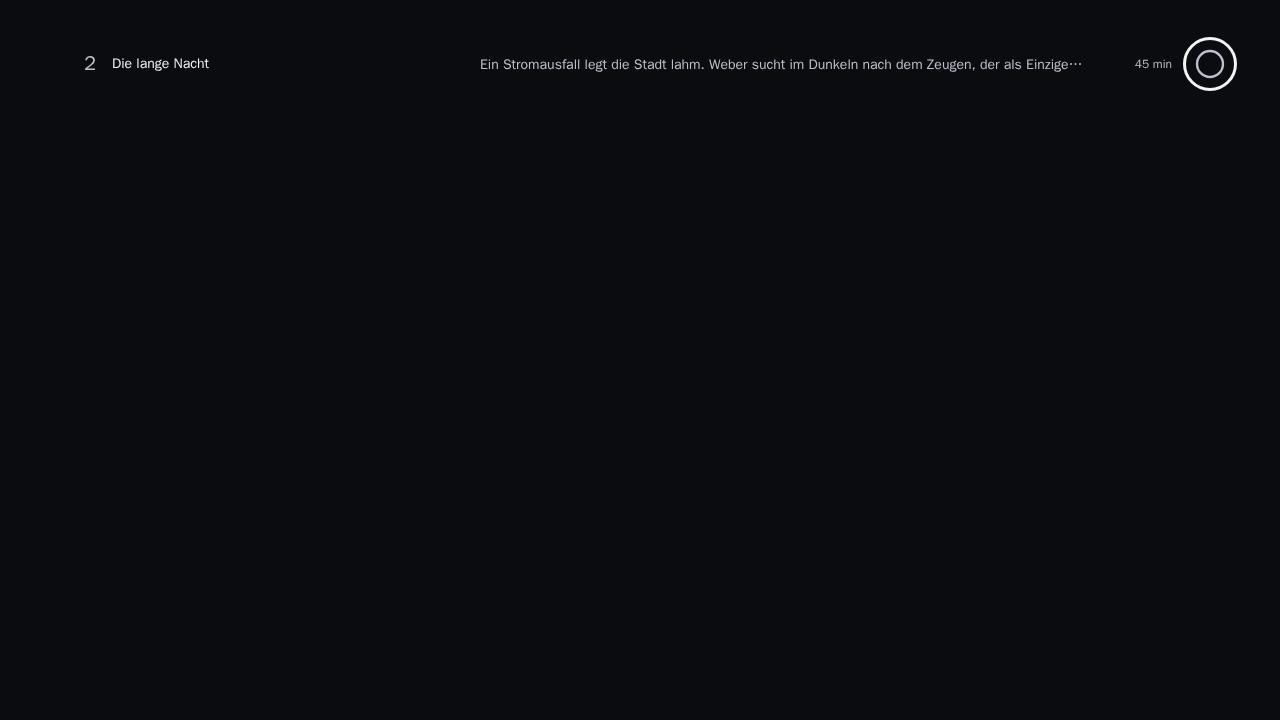 2 Die lange Nacht Ein Stromausfall legt die Stadt lahm. Weber sucht im Dunkeln nach dem Zeugen, der als Einzige… 45 min